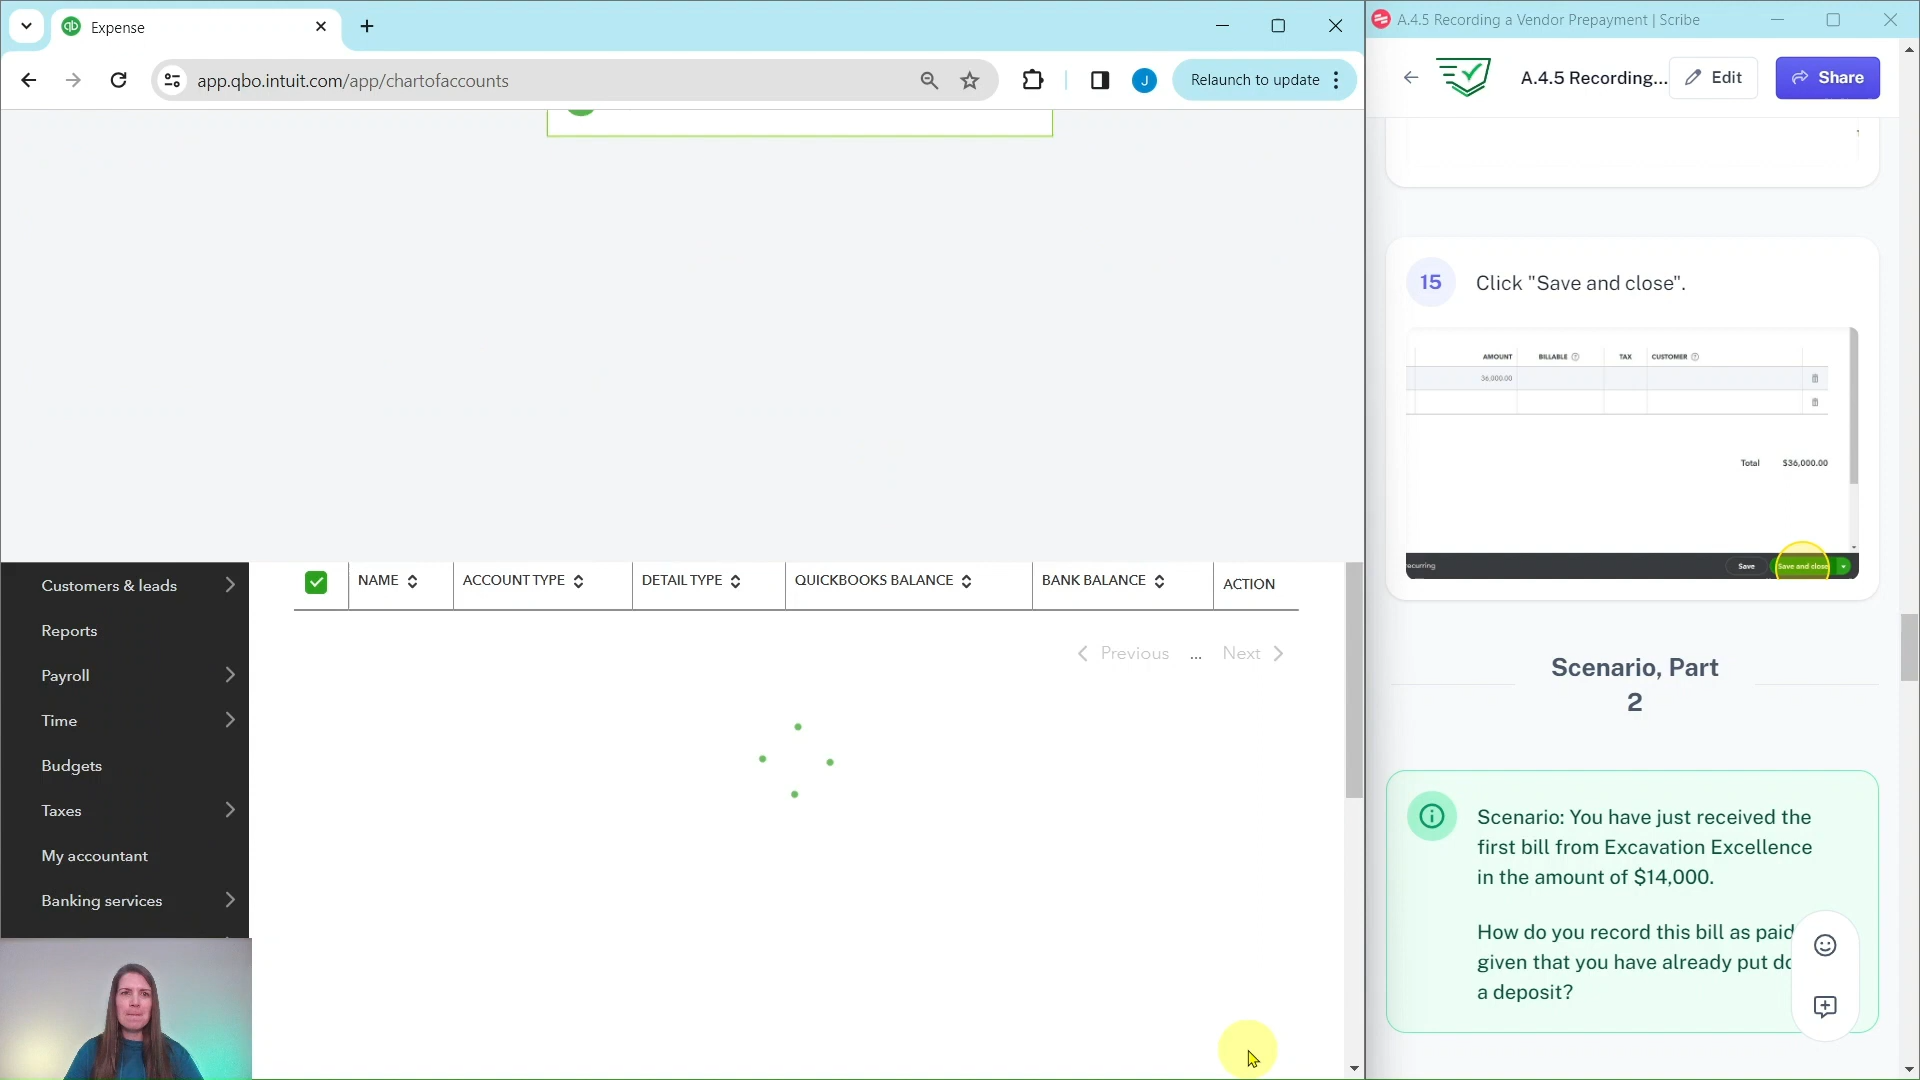 Expense
A.4.5 Recording a Vendor Prepayment | Scribe
app.qbo.intuit.com/app/chartofaccounts
J
Relaunch to update
A.4.5 Recording...
Edit
Share
15
Click "Save and close".
AMOUNT BILLABLE TAX CUSTOMER
36,000.00
Total $36,000.00
ecurring
Save
Save and close
Customers & leads
Reports
Payroll
Time
Budgets
Taxes
My accountant
Banking services
NAME
ACCOUNT TYPE
DETAIL TYPE
QUICKBOOKS BALANCE
BANK BALANCE
ACTION
Previous ... Next
Scenario, Part
2
Scenario: You have just received the
first bill from Excavation Excellence
in the amount of $14,000.
How do you record this bill as paid
given that you have already put do
a deposit?